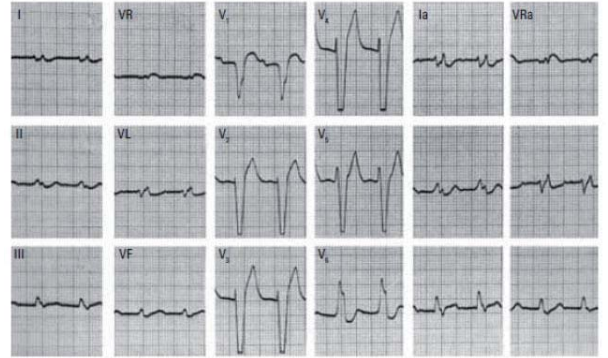 I VR V₁ V₄ Ia VRa
II VL V₂ V₅
III VF V₃ V₆